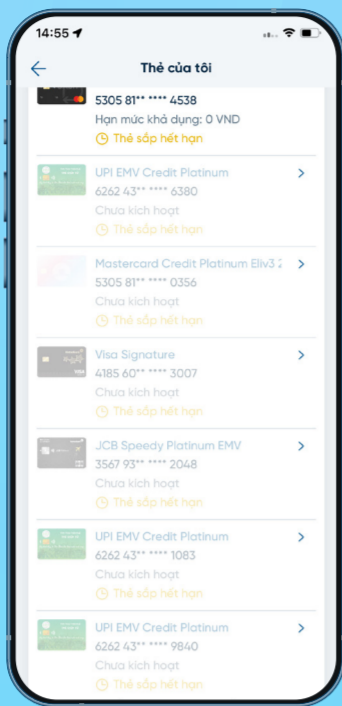 14:55
Thẻ của tôi
5305 81** **** 4538
Hạn mức khả dụng: 0 VND
Thẻ sắp hết hạn
UPI EMV Credit Platinum
6262 43** **** 6380
Chưa kích hoạt
Thẻ sắp hết hạn
Mastercard Credit Platinum Eliv3 2
5305 81** **** 0356
Chưa kích hoạt
Thẻ sắp hết hạn
Visa Signature
4185 60** **** 3007
Chưa kích hoạt
Thẻ sắp hết hạn
JCB Speedy Platinum EMV
3567 93** **** 2048
Chưa kích hoạt
Thẻ sắp hết hạn
UPI EMV Credit Platinum
6262 43** **** 1083
Chưa kích hoạt
Thẻ sắp hết hạn
UPI EMV Credit Platinum
6262 43** **** 9840
Chưa kích hoạt
Thẻ sắp hết hạn